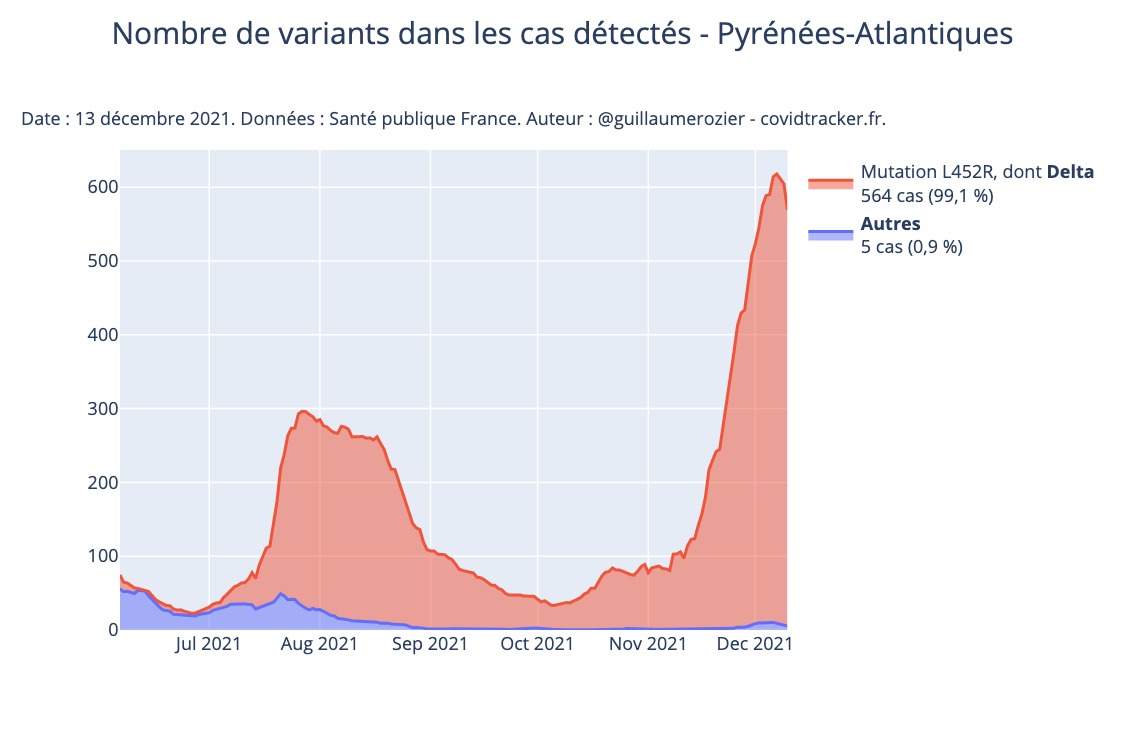 Nombre de variants dans les cas détectés - Pyrénées-Atlantiques
Date : 13 décembre 2021. Données : Santé publique France. Auteur : @guillaumerozier - covidtracker.fr.
Mutation L452R, dont Delta
564 cas (99,1 %)
Autres
5 cas (0,9 %)
600
500
400
300
200
100
0
Jul 2021
Aug 2021
Sep 2021
Oct 2021
Nov 2021
Dec 2021